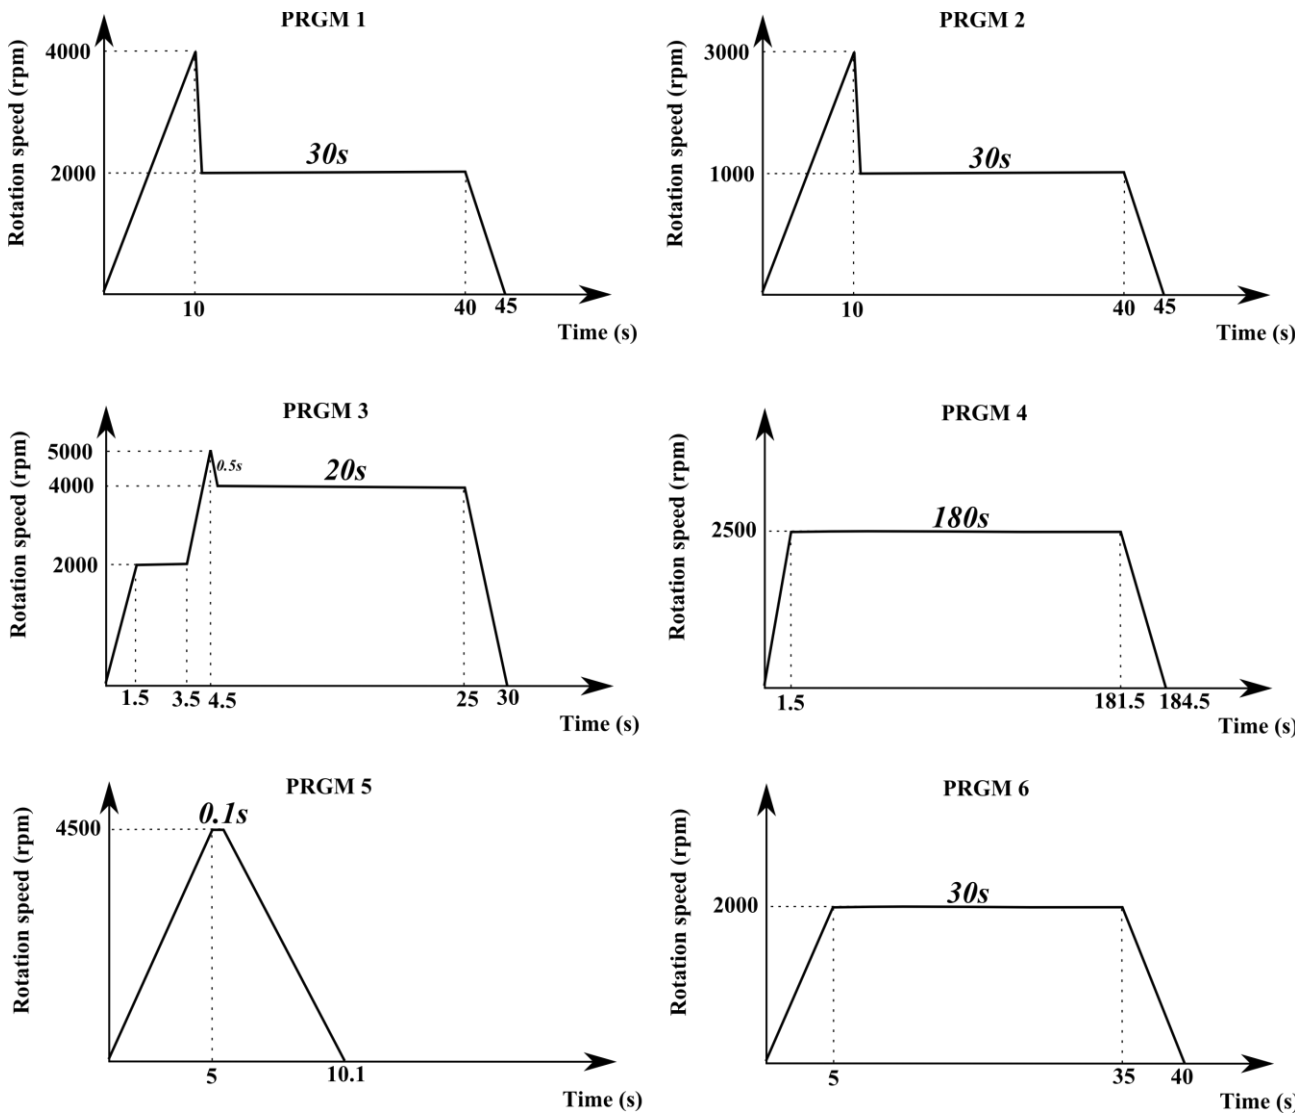 PRGM 1
Rotation speed (rpm)
4000
2000
30s
10
40
45
Time (s)
PRGM 2
Rotation speed (rpm)
3000
1000
30s
10
40
45
Time (s)
PRGM 3
Rotation speed (rpm)
5000
4000
2000
0.5s
20s
1.5
3.5
4.5
25
30
Time (s)
PRGM 4
Rotation speed (rpm)
2500
180s
1.5
181.5
184.5
Time (s)
PRGM 5
Rotation speed (rpm)
4500
0.1s
5
10.1
Time (s)
PRGM 6
Rotation speed (rpm)
2000
30s
5
35
40
Time (s)